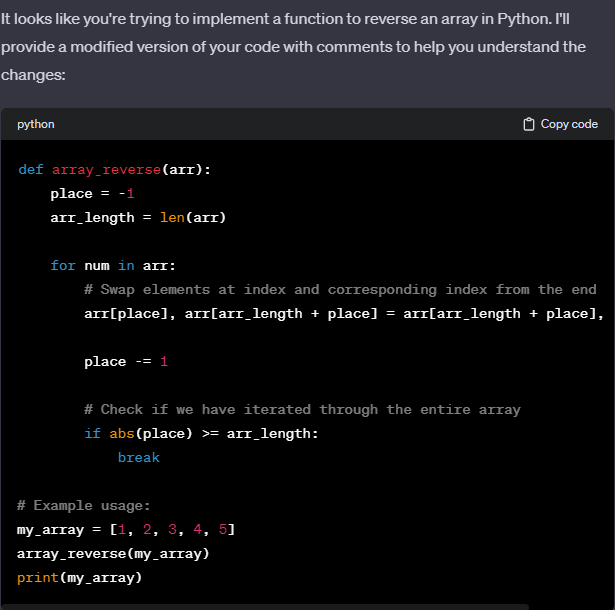 It looks like you're trying to implement a function to reverse an array in Python. I'll
provide a modified version of your code with comments to help you understand the
changes:
python
Copy code
def array_reverse(arr):
    place = -1
    arr_length = len(arr)
    for num in arr:
        # Swap elements at index and corresponding index from the end
        arr[place], arr[arr_length + place] = arr[arr_length + place],
        place -= 1
        # Check if we have iterated through the entire array
        if abs(place) >= arr_length:
            break
# Example usage:
my_array = [1, 2, 3, 4, 5]
array_reverse(my_array)
print(my_array)